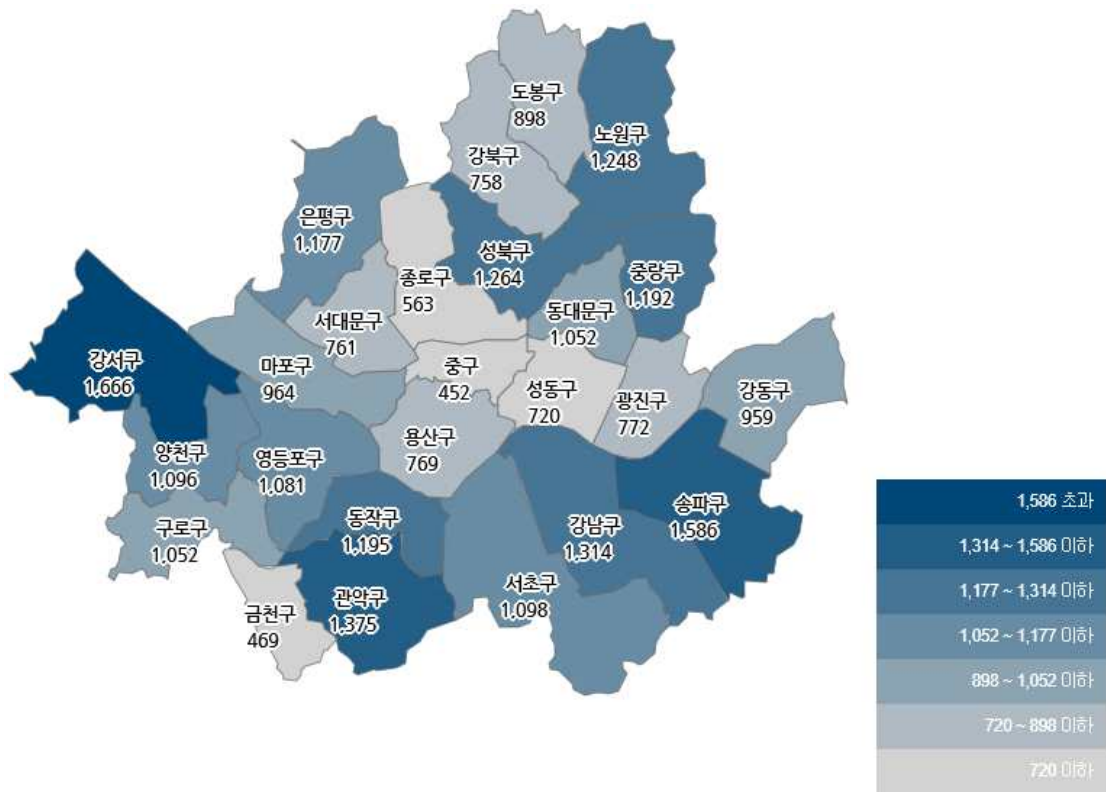 도봉구
898
노원구
1,248
강북구
758
은평구
1,177
성북구
1,264
중랑구
1,192
종로구
563
동대문구
1,052
서대문구
761
강서구
1,666
마포구
964
중구
452
성동구
720
광진구
772
강동구
959
용산구
769
양천구
1,096
영등포구
1,081
구로구
1,052
동작구
1,195
강남구
1,314
송파구
1,586
서초구
1,098
관악구
1,375
금천구
469
1,586 초과
1,314 ~ 1,586 이하
1,177 ~ 1,314 이하
1,052 ~ 1,177 이하
898 ~ 1,052 이하
720 ~ 898 이하
720 이하